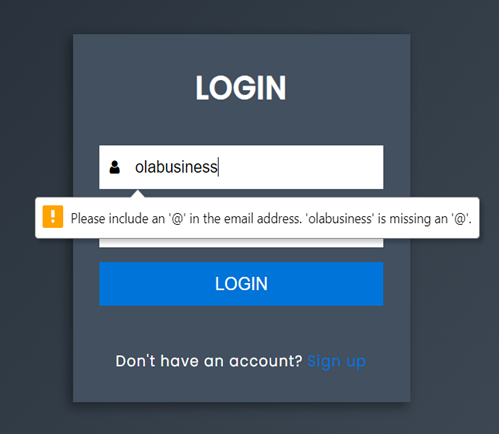 LOGIN
olabusiness
Please include an '@' in the email address. 'olabusiness' is missing an '@'.
LOGIN
Don't have an account? Sign up